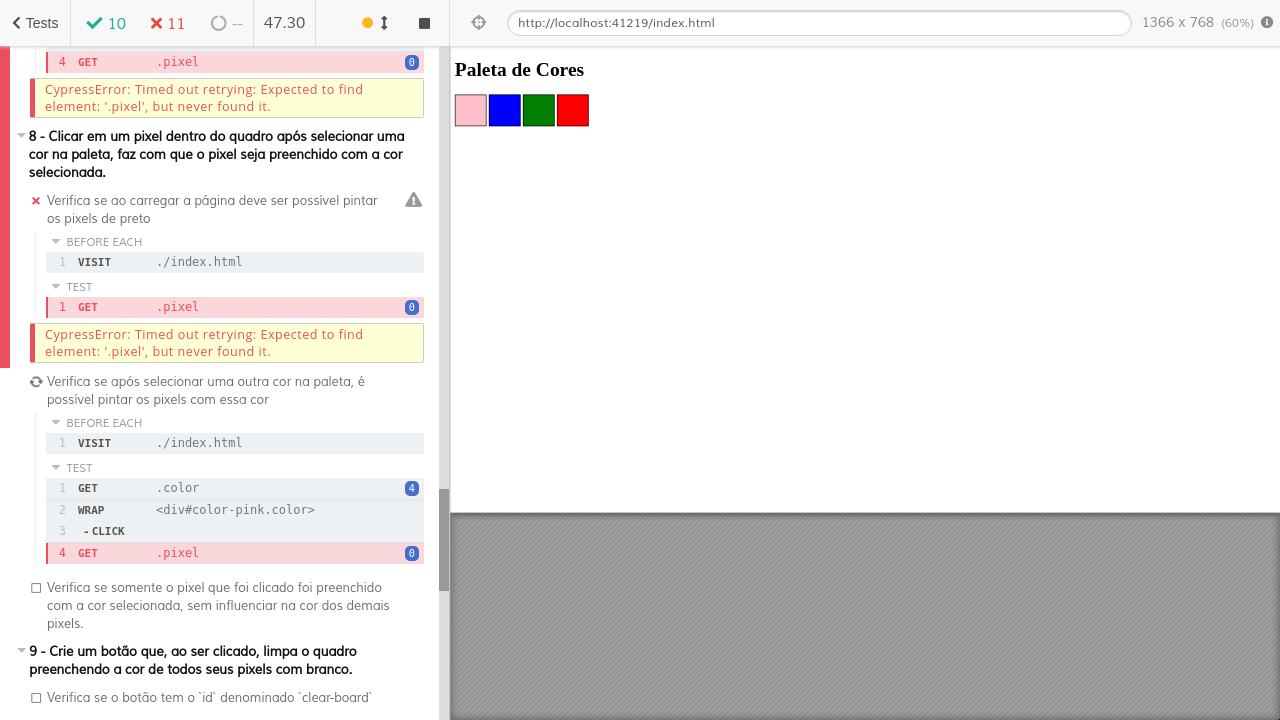 Tests 10 11 -- 47.30
http://localhost:41219/index.html 1366 x 768 (60%)
4 GET .pixel 0
CypressError: Timed out retrying: Expected to find
element: '.pixel', but never found it.
8 - Clicar em um pixel dentro do quadro após selecionar uma
cor na paleta, faz com que o pixel seja preenchido com a cor
selecionada.
Verifica se ao carregar a página deve ser possível pintar
os pixels de preto
BEFORE EACH
1 VISIT ./index.html
TEST
1 GET .pixel 0
CypressError: Timed out retrying: Expected to find
element: '.pixel', but never found it.
Verifica se após selecionar uma outra cor na paleta, é
possível pintar os pixels com essa cor
BEFORE EACH
1 VISIT ./index.html
TEST
1 GET .color 4
2 WRAP <div#color-pink.color>
3 - CLICK
4 GET .pixel 0
Verifica se somente o pixel que foi clicado foi preenchido
com a cor selecionada, sem influenciar na cor dos demais
pixels.
9 - Crie um botão que, ao ser clicado, limpa o quadro
preenchendo a cor de todos seus pixels com branco.
Verifica se o botão tem o `id` denominado `clear-board`
Paleta de Cores